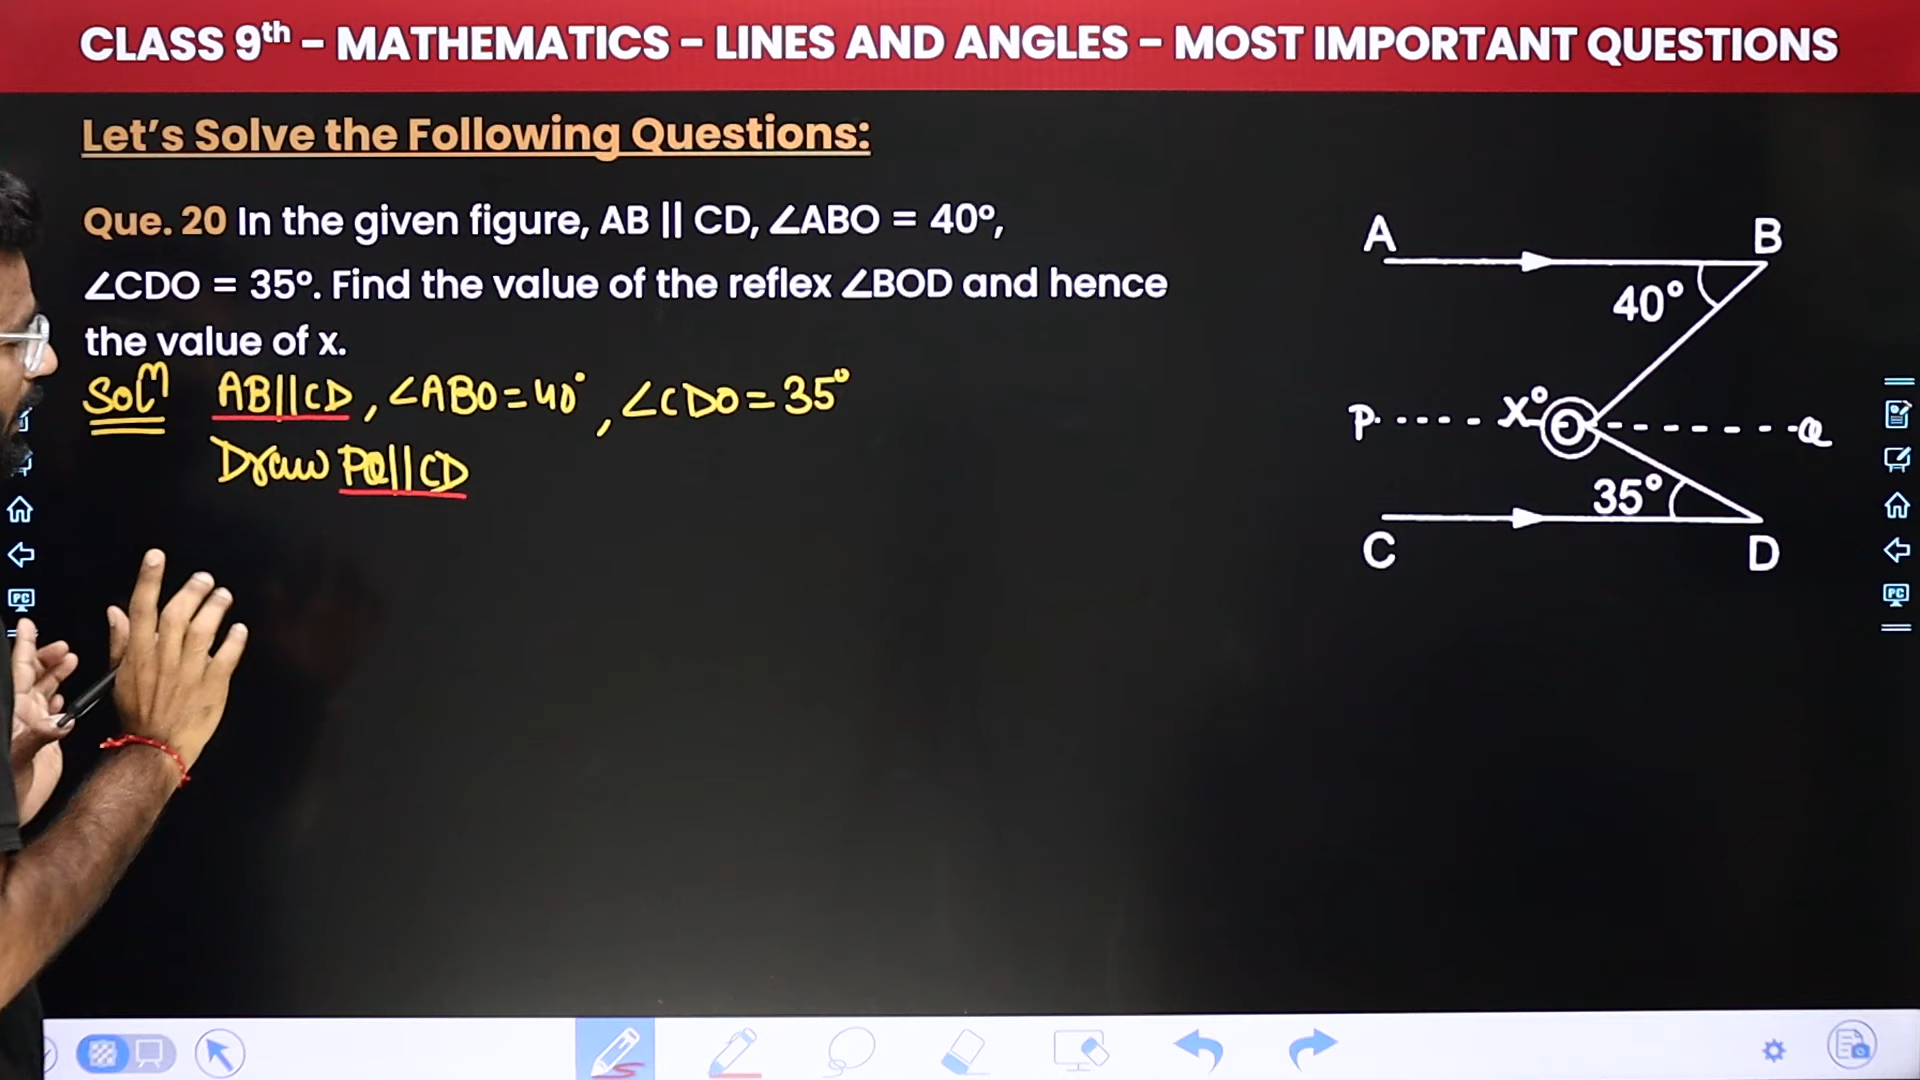 CLASS 9th – MATHEMATICS – LINES AND ANGLES – MOST IMPORTANT QUESTIONS
Let's Solve the Following Questions:
Que. 20 In the given figure, AB || CD, ∠ABO = 40°,
∠CDO = 35°. Find the value of the reflex ∠BOD and hence
the value of x.
Solⁿ AB||CD, ∠ABO=40°, ∠CDO=35°
Draw PQ||CD
A B
40°
P x° O Q
35°
C D
PC
PC